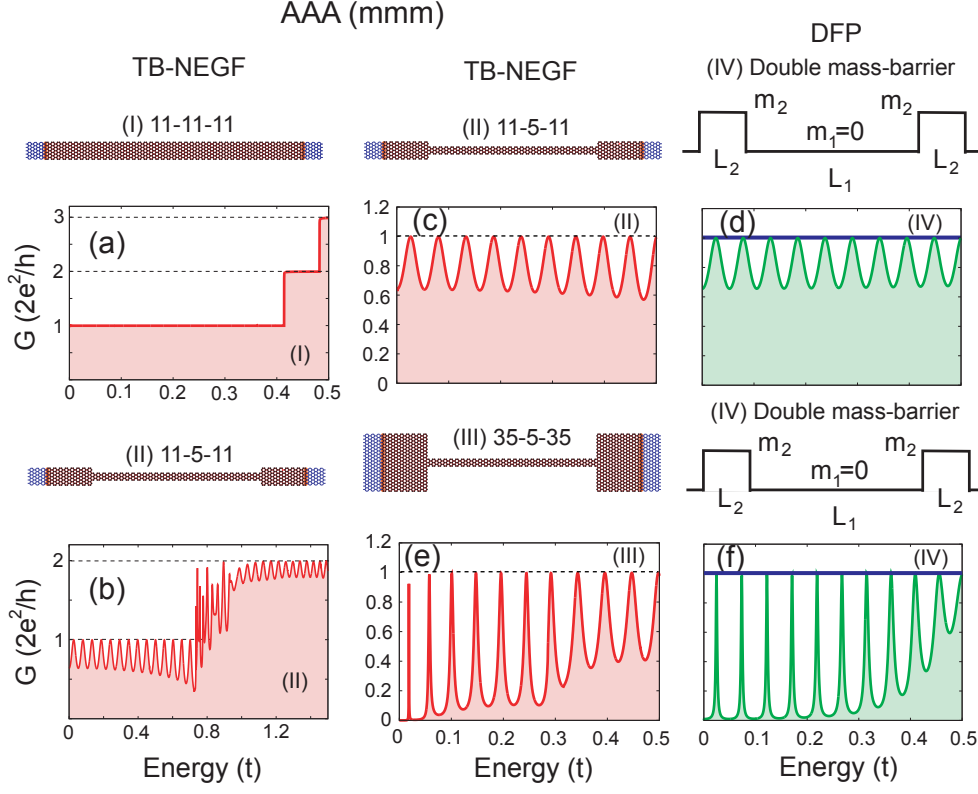 AAA (mmm)
TB-NEGF
TB-NEGF
DFP
(I) 11-11-11
(II) 11-5-11
(IV) Double mass-barrier
m2
m2
m1=0
L2
L2
L1
G (2e²/h)
3
2
1
0
0.1
0.2
0.3
0.4
0.5
(a)
(I)
1.2
1
0.8
0.6
0.4
0.2
0
0
0.1
0.2
0.3
0.4
0.5
(c)
(II)
(d)
(IV)
0
0.1
0.2
0.3
0.4
0.5
(II) 11-5-11
(III) 35-5-35
(IV) Double mass-barrier
m2
m2
m1=0
L2
L2
L1
G (2e²/h)
2
1
0
0.4
0.8
1.2
(b)
(II)
Energy (t)
1.2
1
0.8
0.6
0.4
0.2
0
0
0.1
0.2
0.3
0.4
0.5
(e)
(III)
Energy (t)
(f)
(IV)
0
0.1
0.2
0.3
0.4
0.5
Energy (t)